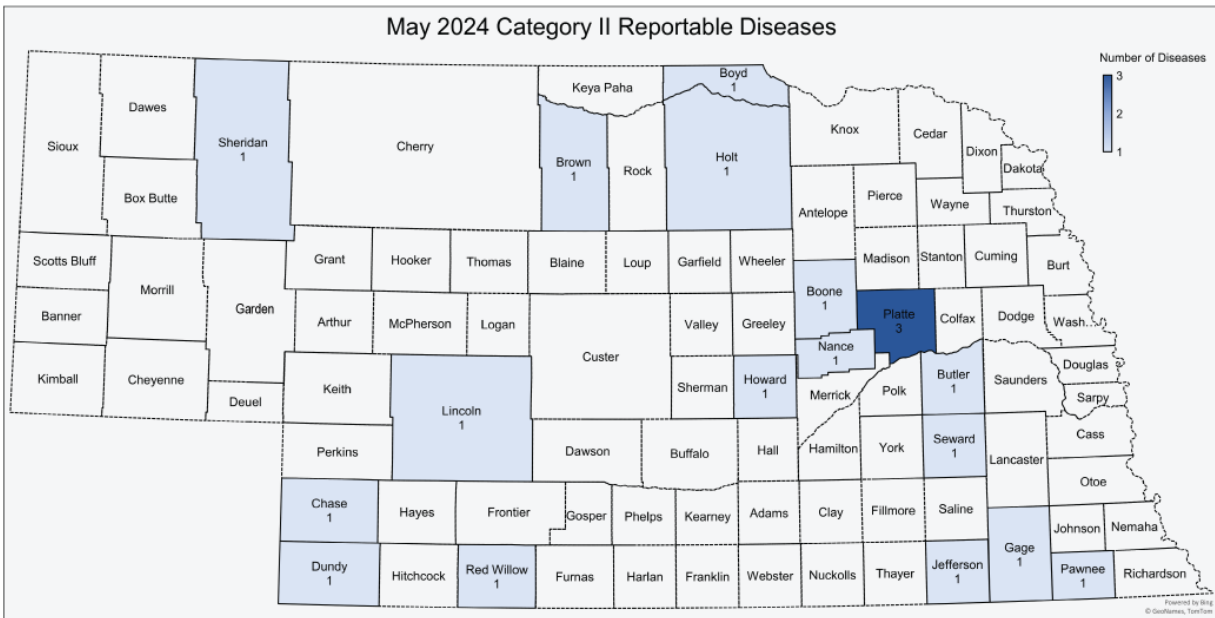 May 2024 Category II Reportable Diseases
Number of Diseases
3
2
1
Boyd
1
Keya Paha
Dawes
Sheridan
1
Sioux
Cherry
Brown
1
Rock
Holt
1
Knox
Cedar
Dixon
Dakota
Box Butte
Antelope
Pierce
Wayne
Thurston
Scotts Bluff
Morrill
Garden
Grant
Hooker
Thomas
Blaine
Loup
Garfield
Wheeler
Boone
1
Madison
Stanton
Cuming
Burt
Banner
Arthur
McPherson
Logan
Custer
Valley
Greeley
Platte
3
Colfax
Dodge
Wash...
Nance
1
Kimball
Cheyenne
Deuel
Keith
Lincoln
1
Sherman
Howard
1
Merrick
Polk
Butler
1
Saunders
Douglas
Sarpy
Perkins
Dawson
Buffalo
Hall
Hamilton
York
Seward
1
Lancaster
Cass
Otoe
Chase
1
Hayes
Frontier
Gosper
Phelps
Kearney
Adams
Clay
Fillmore
Saline
Gage
1
Johnson
Nemaha
Dundy
1
Hitchcock
Red Willow
1
Furnas
Harlan
Franklin
Webster
Nuckolls
Thayer
Jefferson
1
Pawnee
1
Richardson
Powered by Bing
© GeoNames, TomTom